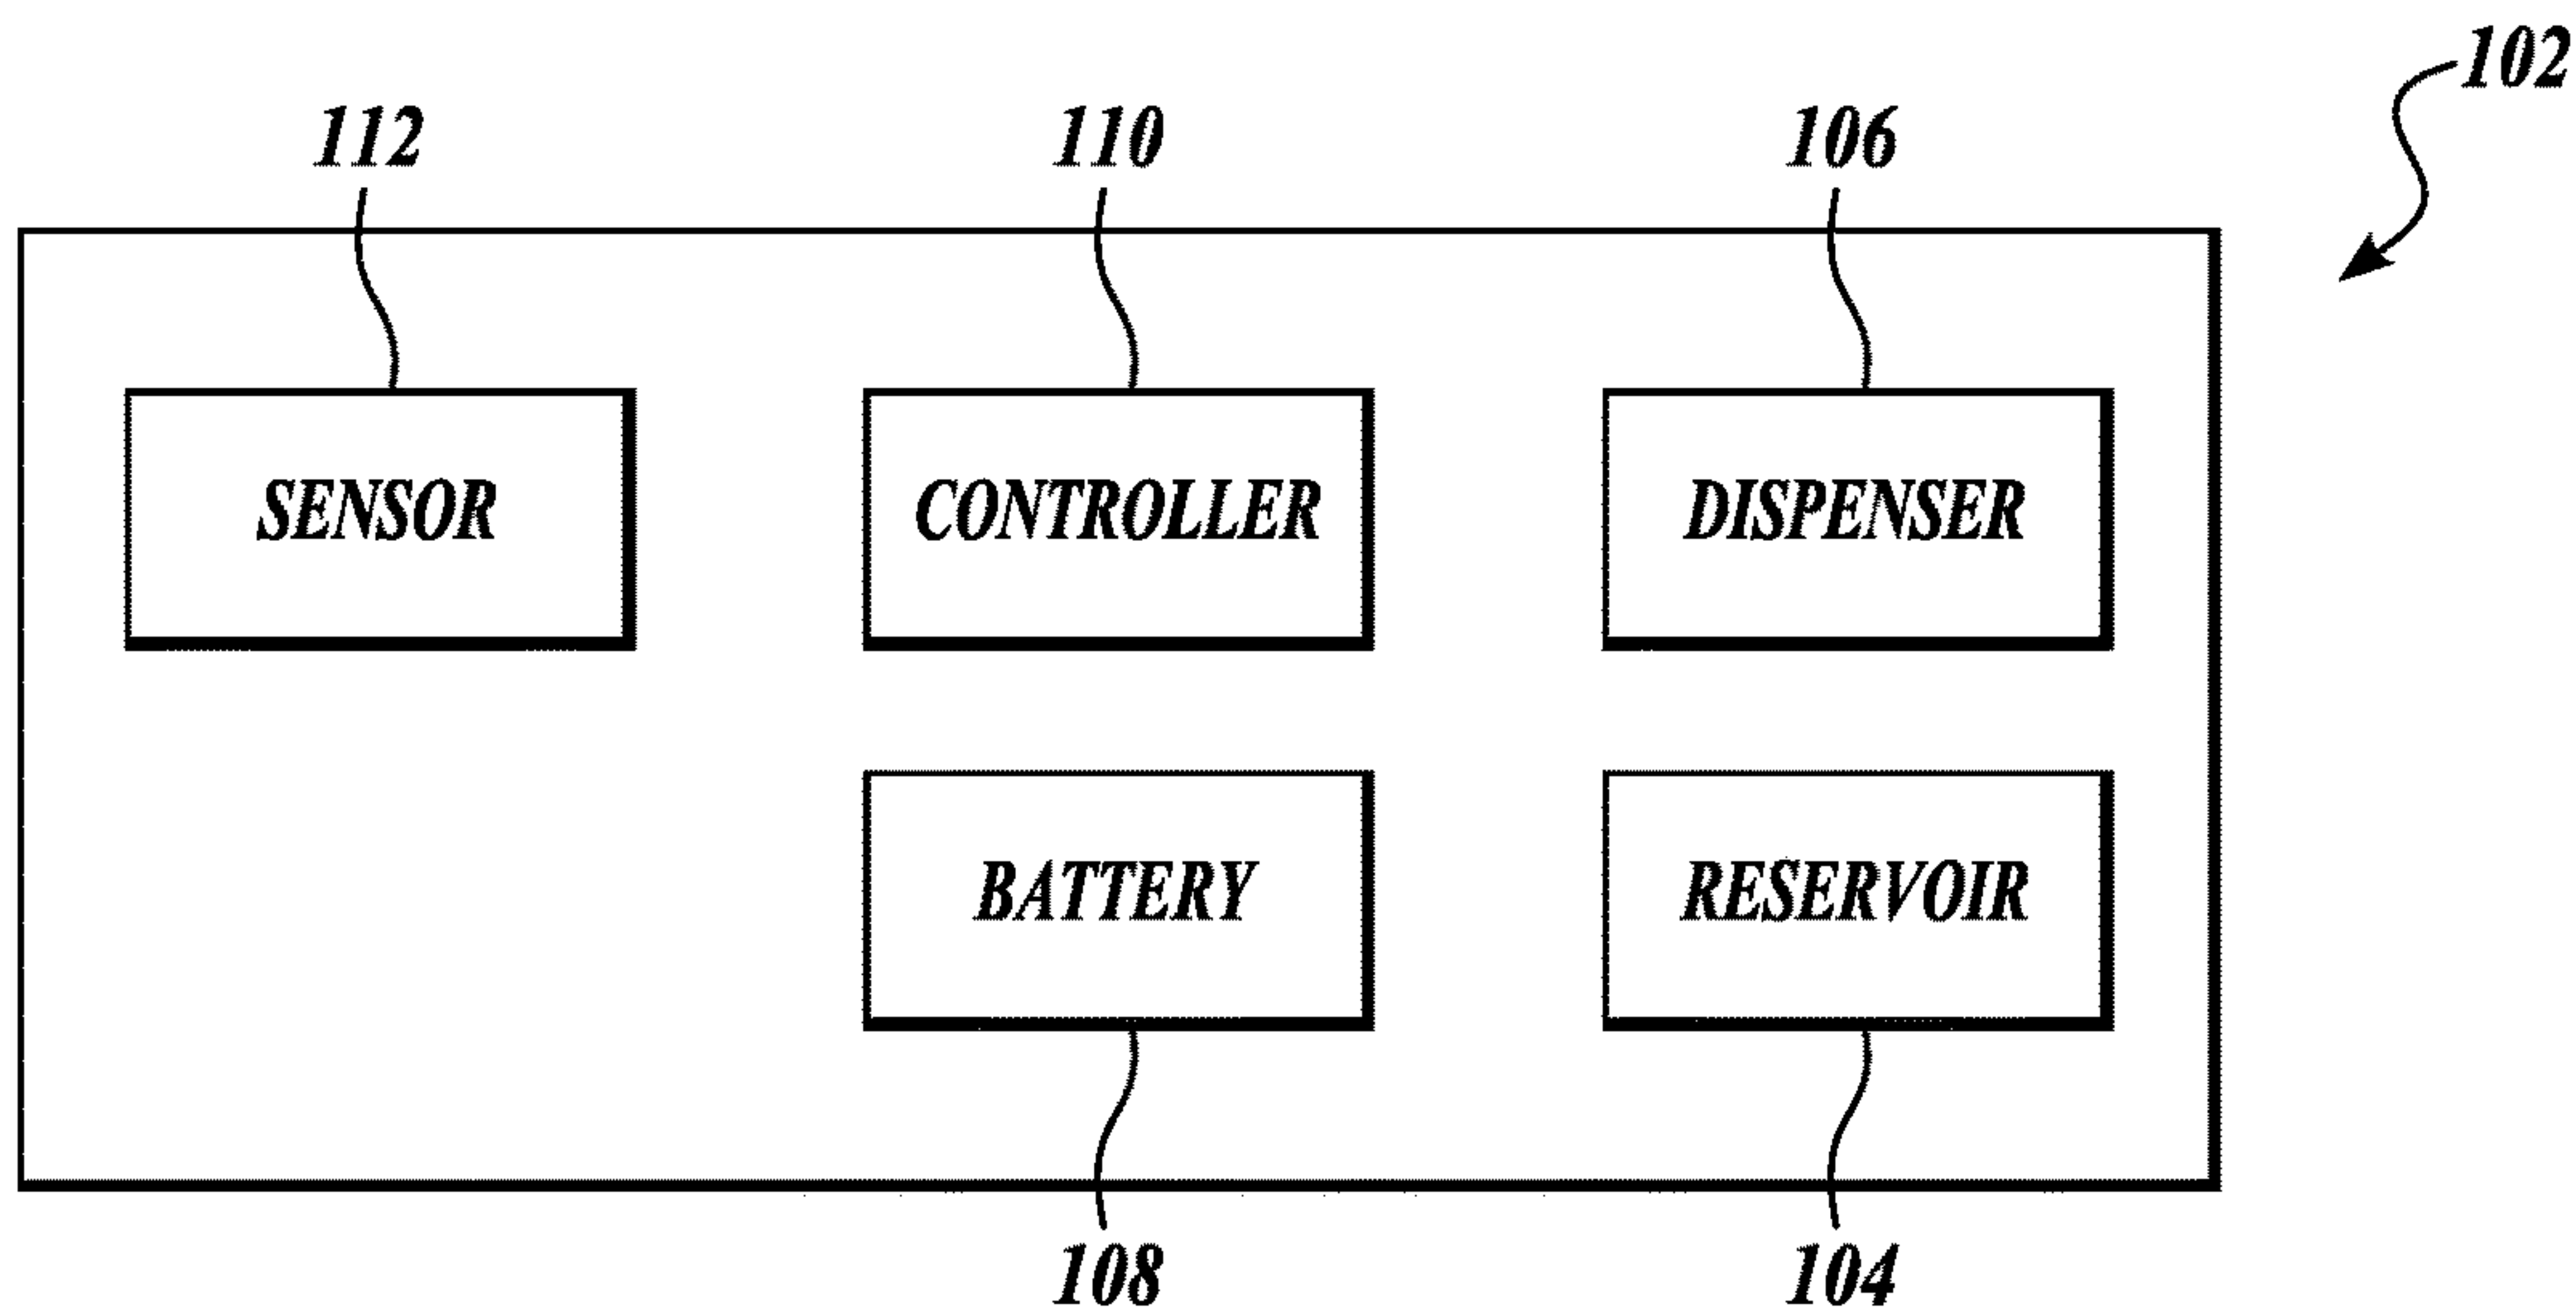 102
112 110 106
SENSOR CONTROLLER DISPENSER
BATTERY RESERVOIR
108 104